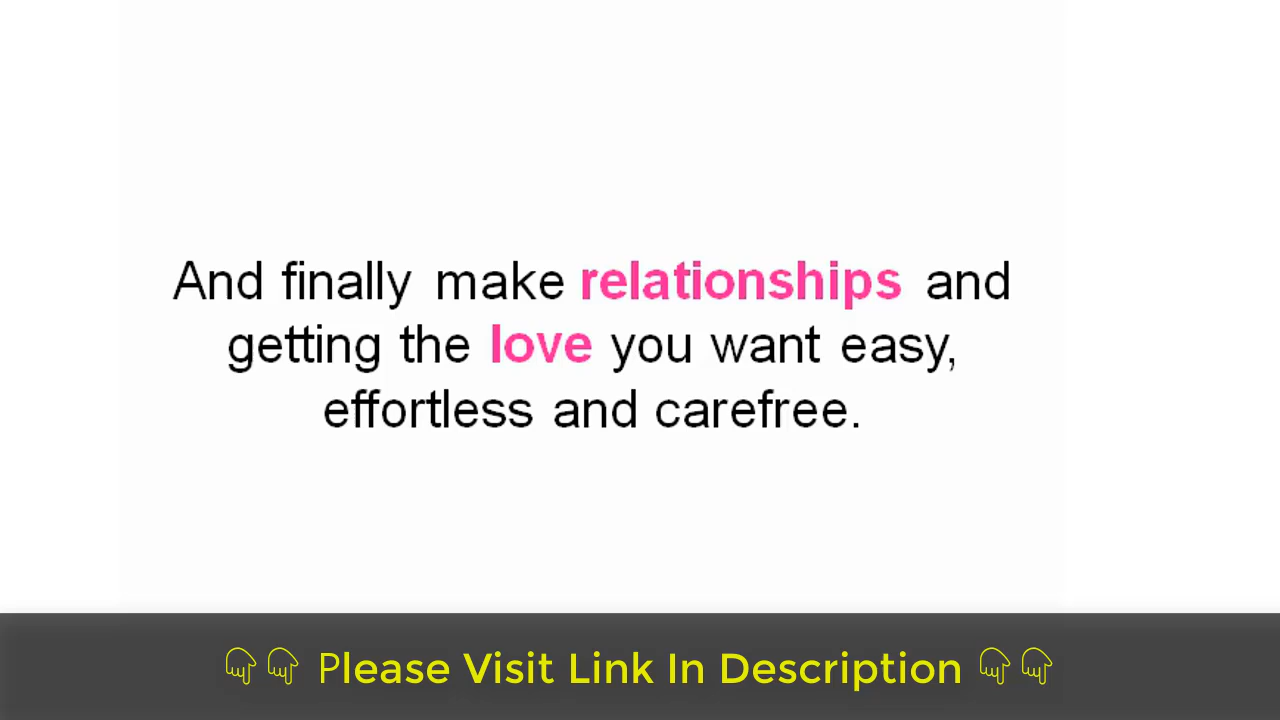 And finally make relationships and
getting the love you want easy,
effortless and carefree.
Please Visit Link In Description